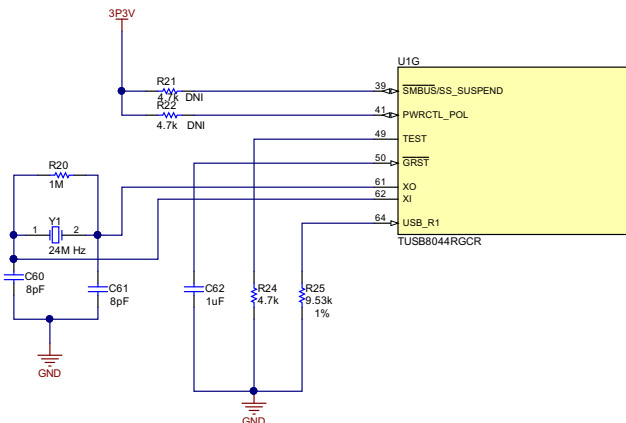 3P3V
U1G
R21
4.7k DNI
39
SMBUS/SS_SUSPEND
R22
4.7k DNI
41
PWRCTL_POL
49
TEST
50
GRST
R20
1M
61
XO
62
XI
Y1
1
2
24M Hz
64
USB_R1
TUSB8044RGCR
C60
8pF
C61
8pF
C62
1uF
R24
4.7k
R25
9.53k
1%
GND
GND